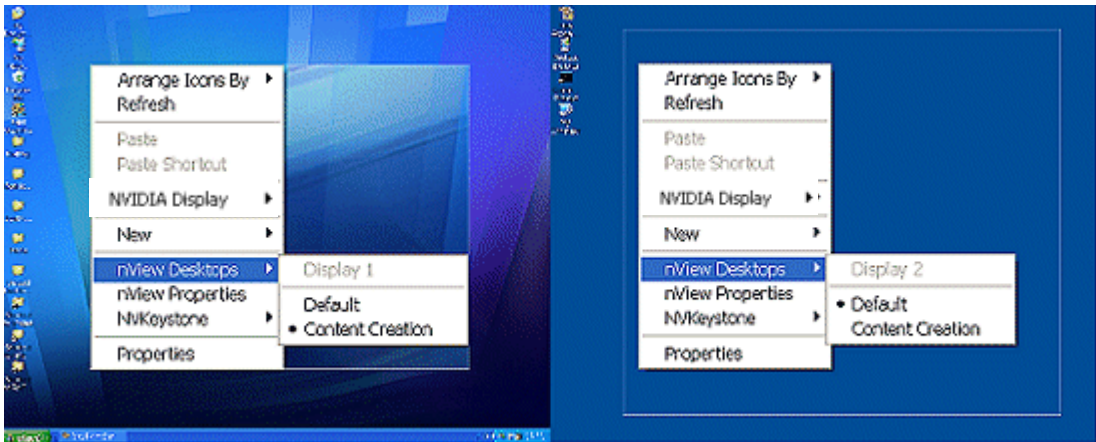 Arrange Icons By
Refresh
Paste
Paste Shortcut
NVIDIA Display
New
nView Desktops
nView Properties
NVKeystone
Properties
Display 1
Default
Content Creation
Arrange Icons By
Refresh
Paste
Paste Shortcut
NVIDIA Display
New
nView Desktops
nView Properties
NVKeystone
Properties
Display 2
Default
Content Creation